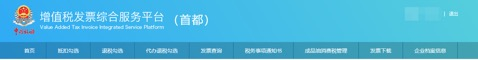 增值税发票综合服务平台（首都）
Value Added Tax Invoice Integrated Service Platform
| 退出
首页 抵扣勾选 退税勾选 代办退税勾选 发票查询 税务事项通知书 成品油消费税管理 发票下载 企业档案信息